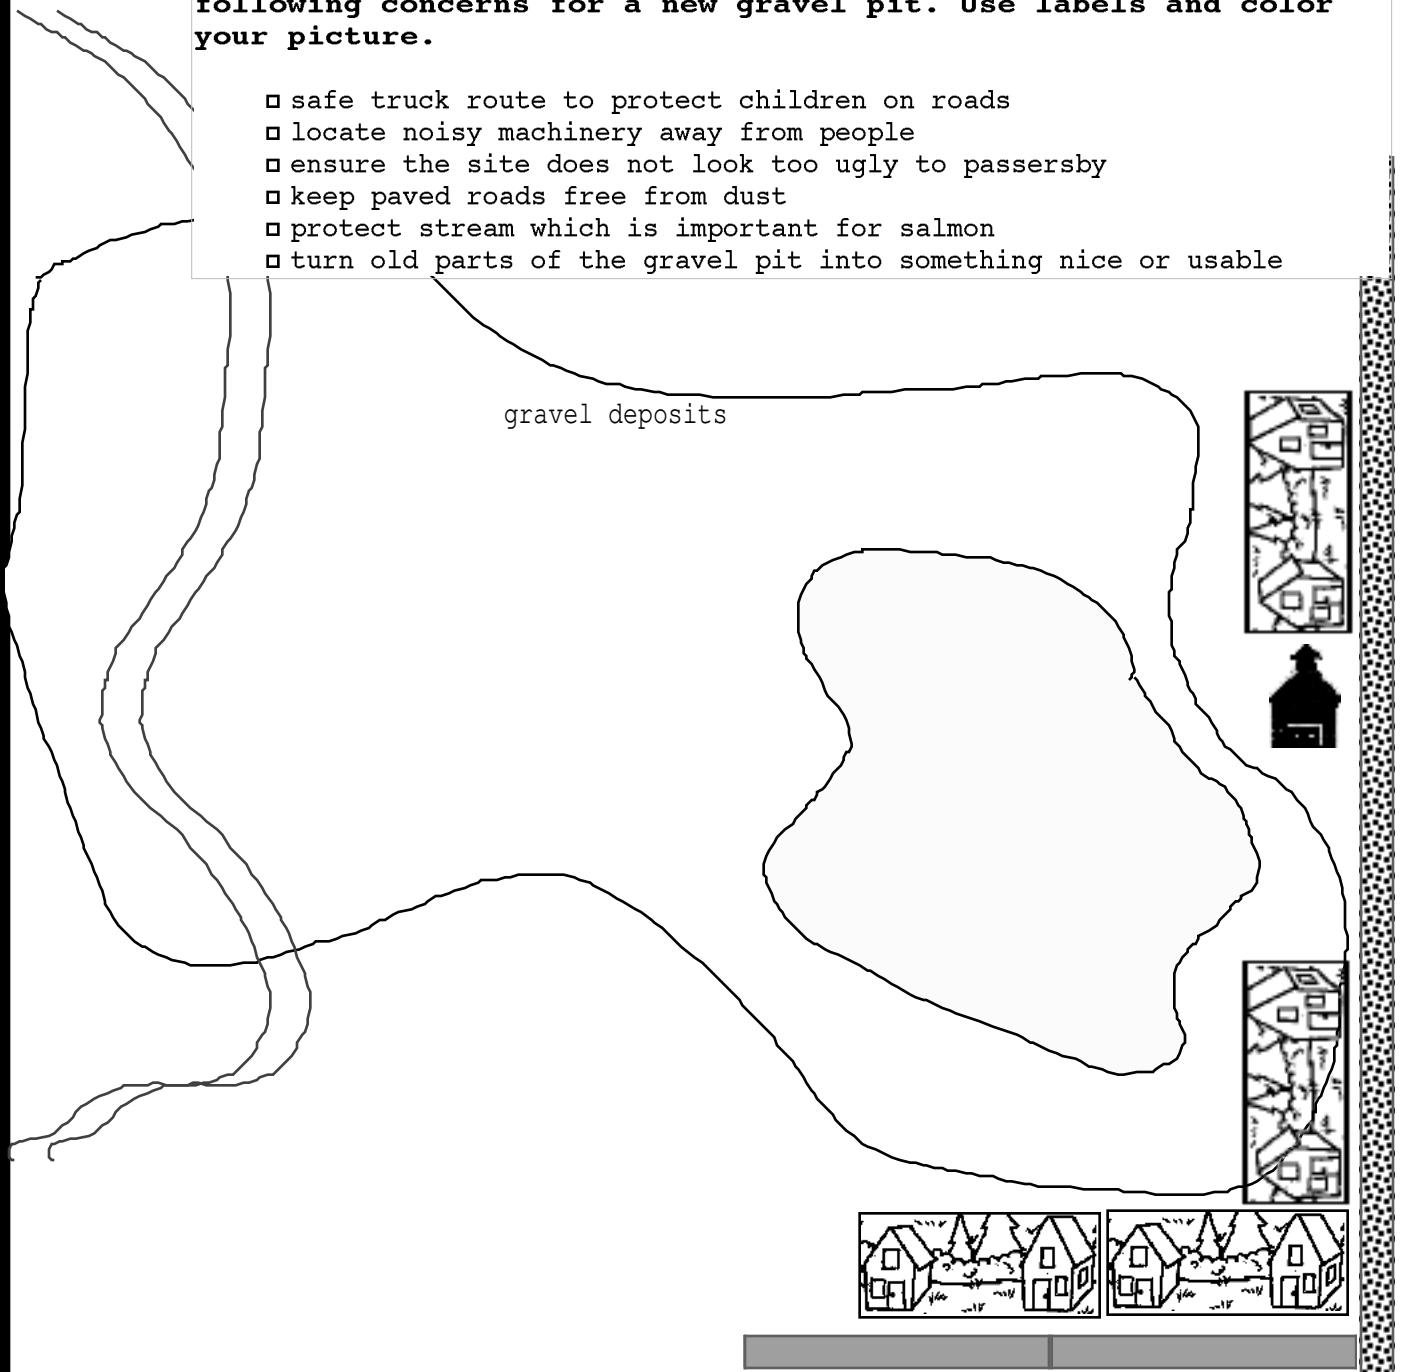 following concerns for a new gravel pit. Use labels and color
your picture.
safe truck route to protect children on roads
locate noisy machinery away from people
ensure the site does not look too ugly to passersby
keep paved roads free from dust
protect stream which is important for salmon
turn old parts of the gravel pit into something nice or usable
gravel deposits